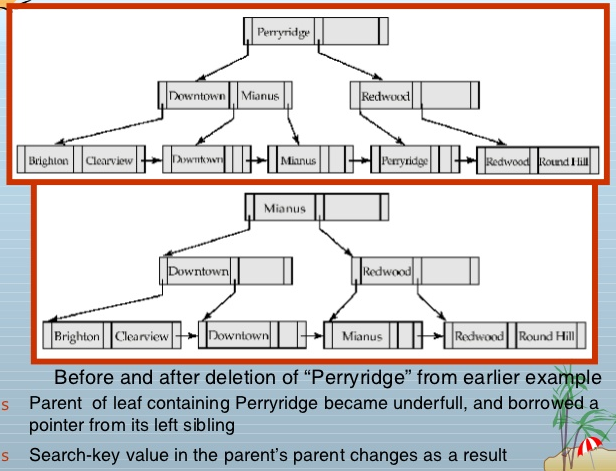 Perryridge
Downtown Mianus Redwood
Brighton Clearview Downtown Mianus Perryridge Redwood Round Hill
Mianus
Downtown Redwood
Brighton Clearview Downtown Mianus Redwood Round Hill
Before and after deletion of “Perryridge” from earlier example
s Parent of leaf containing Perryridge became underfull, and borrowed a
pointer from its left sibling
s Search-key value in the parent’s parent changes as a result